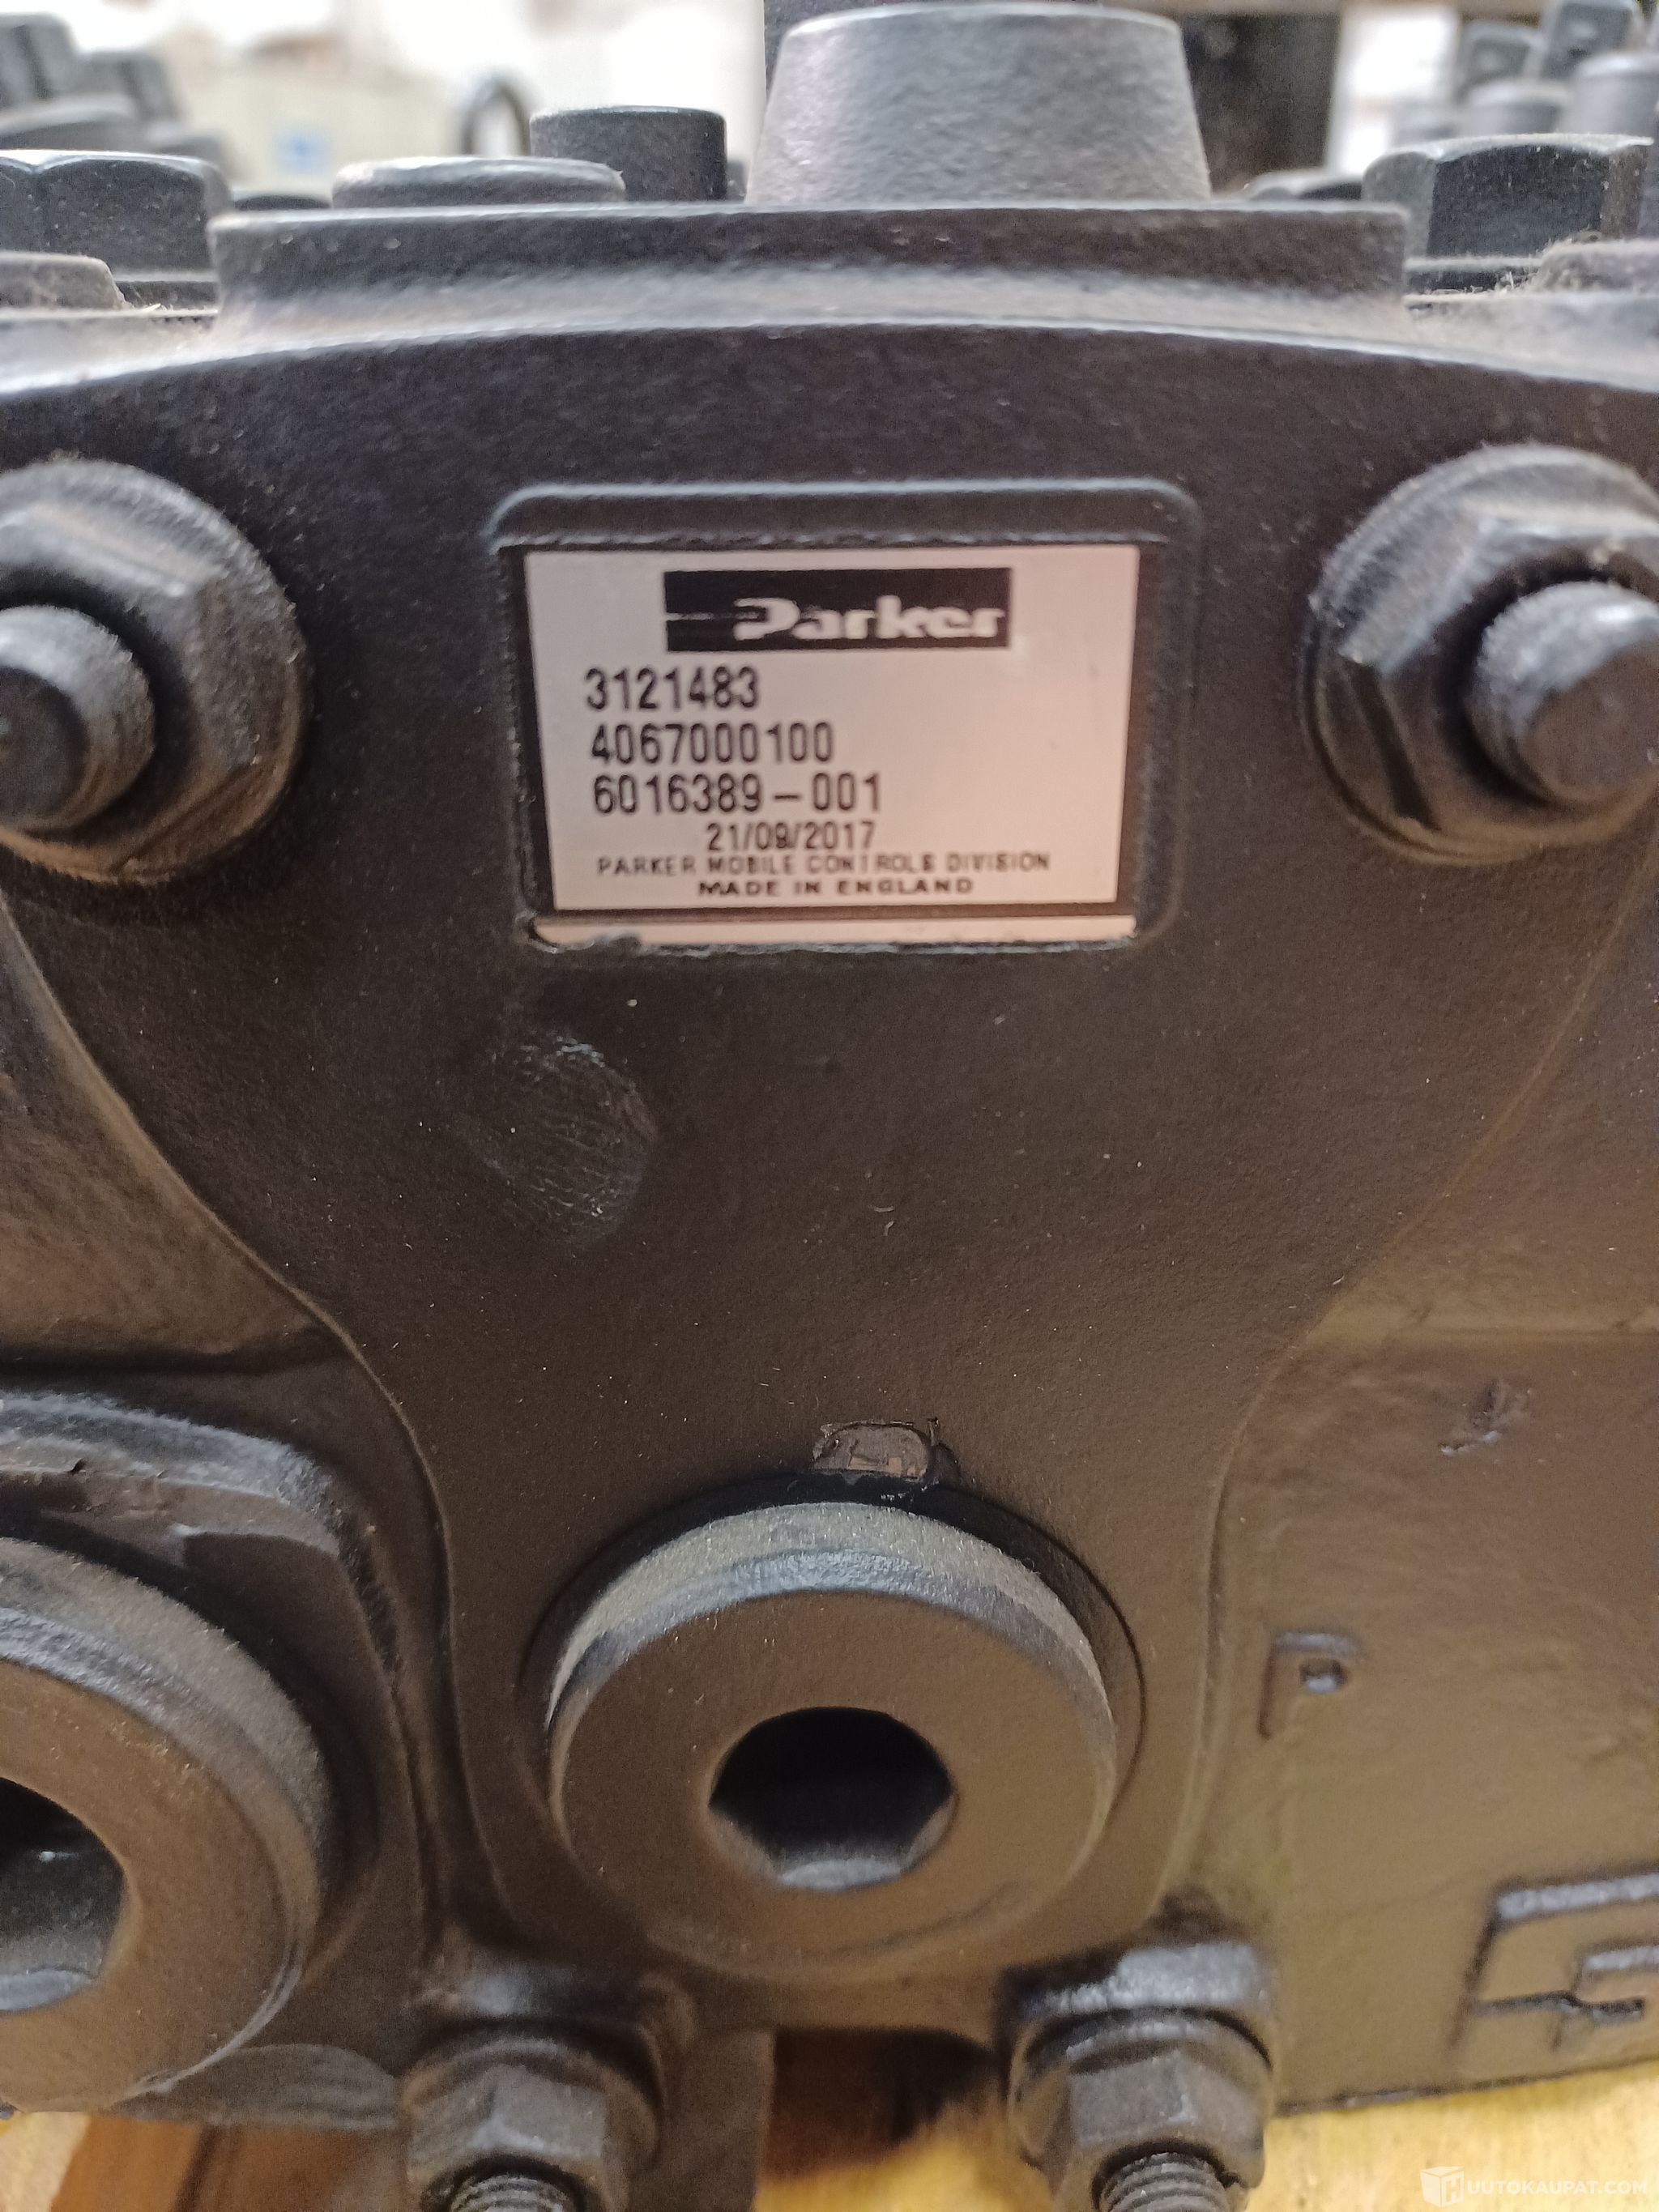 Parker
3121483
4067000100
6016389-001
21/09/2017
PARKER MOBILE CONTROLS DIVISION
MADE IN ENGLAND
P
HUUTOKAUPAT.COM